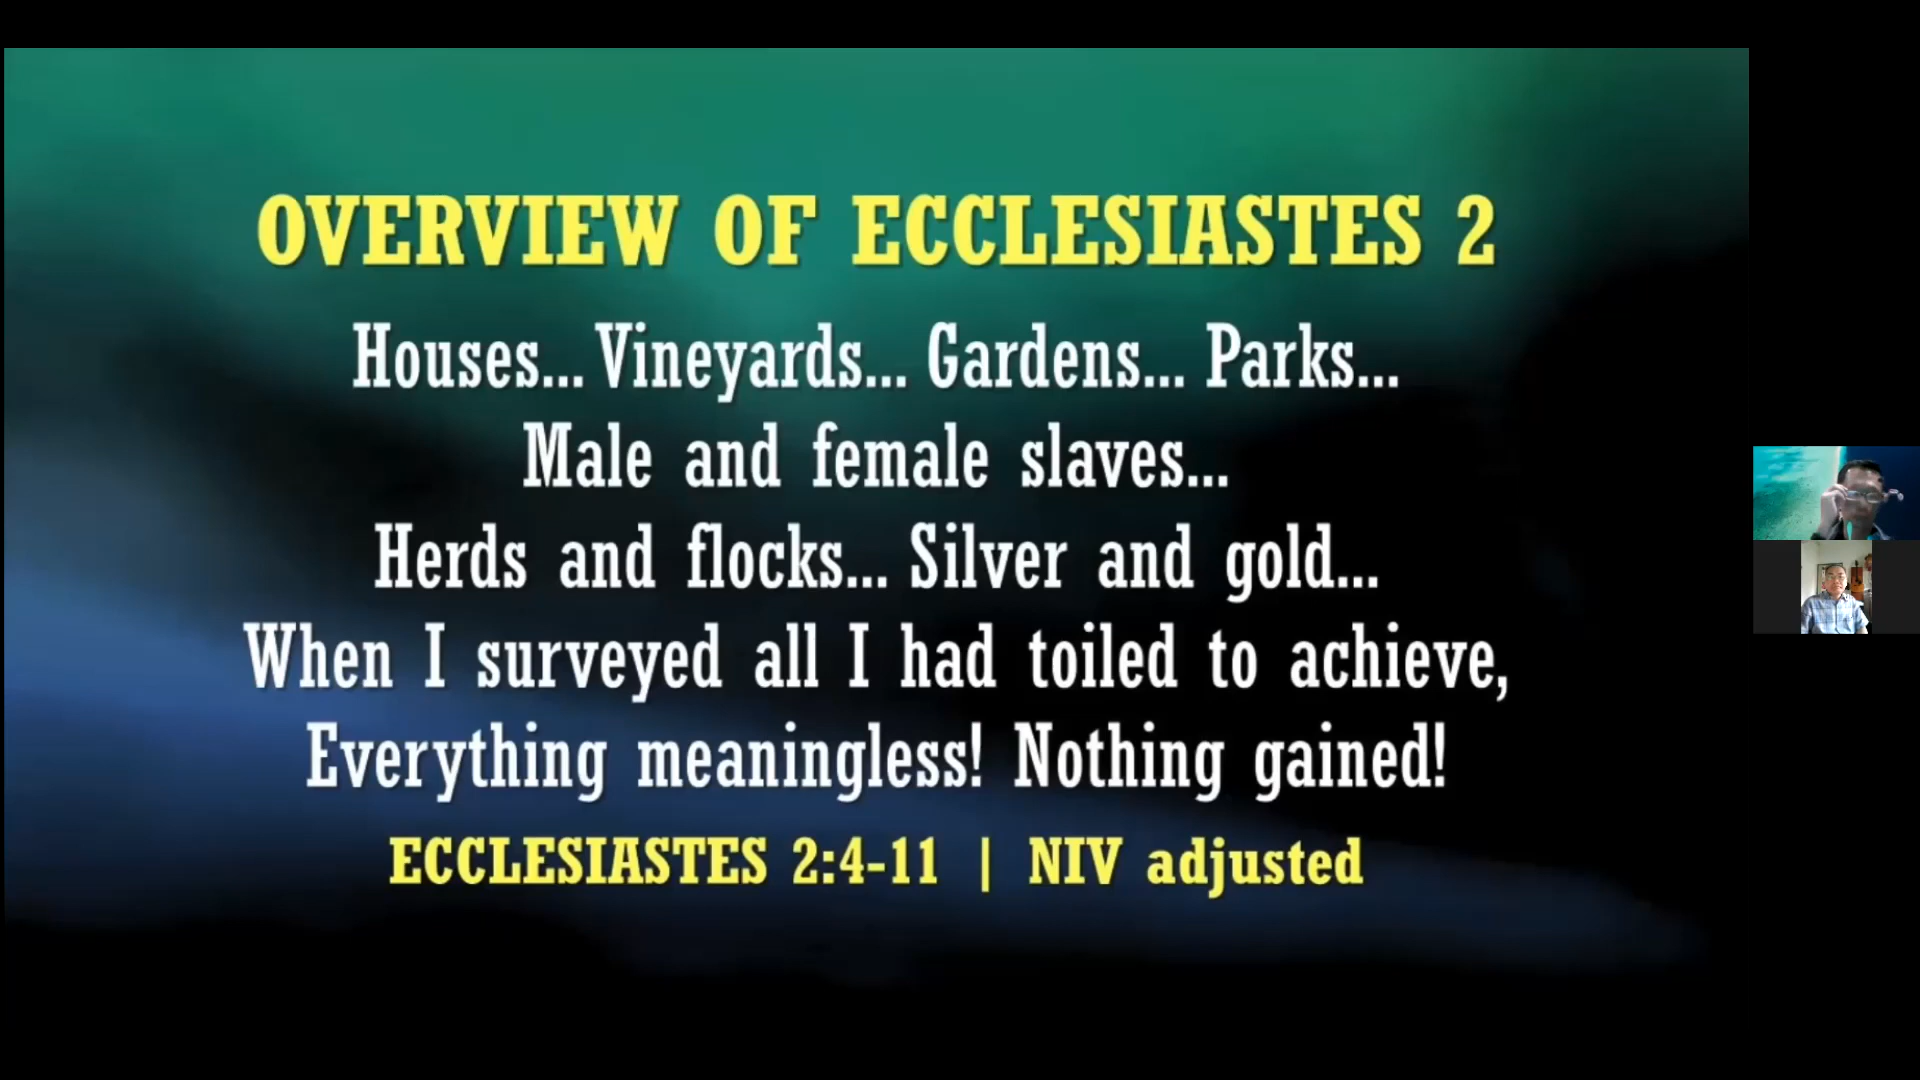 OVERVIEW OF ECCLESIASTES 2
Houses... Vineyards... Gardens... Parks...
Male and female slaves...
Herds and flocks... Silver and gold...
When I surveyed all I had toiled to achieve,
Everything meaningless! Nothing gained!
ECCLESIASTES 2:4-11 | NIV adjusted